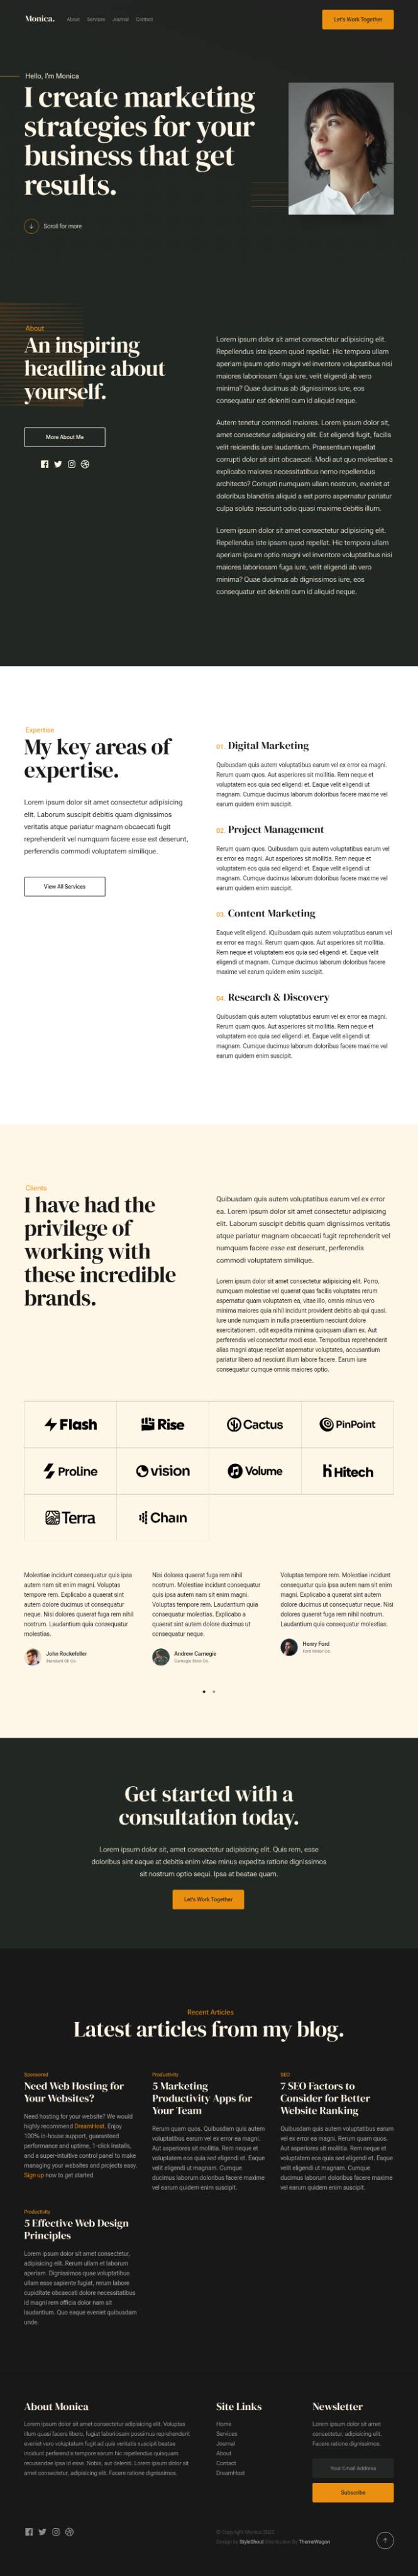 Monica.
About Services Journal Contact
Let's Work Together
Hello, I'm Monica
I create marketing
strategies for your
business that get
results.
Scroll for more
About
An inspiring
headline about
yourself.
More About Me
Lorem ipsum dolor sit amet consectetur adipisicing elit.
Repellendus iste ipsam quod repellat. Hic tempora ullam
aperiam ipsum optio magni vel inventore voluptatibus nisi
maiores laboriosam fuga iure, velit eligendi ab vero
minima? Quae ducimus ab dignissimos iure, eos
consequatur est deleniti cum id aliquid neque.
Autem tenetur commodi maiores. Lorem ipsum dolor sit,
amet consectetur adipisicing elit. Est eligendi fugit, facilis
velit reiciendis iure laudantium. Praesentium repellat
corrupti dolor sit sint obcaecati. Modi aut quo molestiae a
explicabo maiores necessitatibus nemo repellendus
architecto? Corrupti numquam ullam nostrum, eveniet at
doloribus blanditiis aliquid a est porro aspernatur pariatur
culpa soluta nesciunt odio quasi maxime debitis illum.
Lorem ipsum dolor sit amet consectetur adipisicing elit.
Repellendus iste ipsam quod repellat. Hic tempora ullam
aperiam ipsum optio magni vel inventore voluptatibus nisi
maiores laboriosam fuga iure, velit eligendi ab vero
minima? Quae ducimus ab dignissimos iure, eos
consequatur est deleniti cum id aliquid neque.
Expertise
My key areas of
expertise.
Lorem ipsum dolor sit amet consectetur adipisicing
elit. Laborum suscipit debitis quam dignissimos
veritatis atque pariatur magnam obcaecati fugit
reprehenderit vel numquam facere esse est deserunt,
perferendis commodi voluptatem similique.
View All Services
01. Digital Marketing
Quibusdam quis autem voluptatibus earum vel ex error ea magni.
Rerum quam quos. Aut asperiores sit mollitia. Rem neque et
voluptatem eos quia sed eligendi et. Eaque velit eligendi ut
magnam. Cumque ducimus laborum doloribus facere maxime vel
earum quidem enim suscipit.
02. Project Management
Rerum quam quos. Quibusdam quis autem voluptatibus earum vel
ex error ea magni. Aut asperiores sit mollitia. Rem neque et
voluptatem eos quia sed eligendi et. Eaque velit eligendi ut
magnam. Cumque ducimus laborum doloribus facere maxime vel
earum quidem enim suscipit.
03. Content Marketing
Eaque velit eligend. iQuibusdam quis autem voluptatibus earum vel
ex error ea magni. Rerum quam quos. Aut asperiores sit mollitia.
Rem neque et voluptatem eos quia sed eligendi et. Eaque velit
eligendi ut magnam. Cumque ducimus laborum doloribus facere
maxime vel earum quidem enim suscipit.
04. Research & Discovery
Quibusdam quis autem voluptatibus earum vel ex error ea magni.
Rerum quam quos. Aut asperiores sit mollitia. Rem neque et
voluptatem eos quia sed eligendi et. Eaque velit eligendi ut
magnam. Cumque ducimus laborum doloribus facere maxime vel
earum quidem enim suscipit.
Clients
I have had the
privilege of
working with
these incredible
brands.
Quibusdam quis autem voluptatibus earum vel ex error
ea. Lorem ipsum dolor sit amet consectetur adipisicing
elit. Laborum suscipit debitis quam dignissimos veritatis
atque pariatur magnam obcaecati fugit reprehenderit vel
numquam facere esse est deserunt, perferendis
commodi voluptatem similique.
Lorem ipsum dolor sit amet consectetur adipisicing elit. Porro,
numquam molestiae vel quaerat quas facilis voluptates rerum
aspernatur quam voluptatem ea, vitae illo, omnis minus vero
minima maiores quia nihil incidunt provident debitis ab qui quasi.
Iure unde numquam in nulla praesentium nesciunt dolore
exercitationem, odit expedita minima quisquam ullam ex. Aut
perferendis vel consectetur modi esse. Temporibus reprehenderit
alias magni atque repellat aspernatur voluptates, accusantium
pariatur libero ad nesciunt illum labore facere. Earum iure
consequatur cumque omnis maiores optio.
Flash Rise Cactus PinPoint
Proline vision Volume Hitech
Terra Chain
Molestiae incidunt consequatur quis ipsa
autem nam sit enim magni. Voluptas
tempore rem. Explicabo a quaerat sint
autem dolore ducimus ut consequatur
neque. Nisi dolores quaerat fuga rem nihil
nostrum. Laudantium quia consequatur
molestias.
John Rockefeller
Standard Oil Co.
Nisi dolores quaerat fuga rem nihil
nostrum. Molestiae incidunt consequatur
quis ipsa autem nam sit enim magni.
Voluptas tempore rem. Laudantium quia
consequatur molestias. Explicabo a
quaerat sint autem dolore ducimus ut
consequatur neque.
Andrew Carnegie
Carnegie Steel Co.
Voluptas tempore rem. Molestiae incidunt
consequatur quis ipsa autem nam sit enim
magni. Explicabo a quaerat sint autem
dolore ducimus ut consequatur neque. Nisi
dolores quaerat fuga rem nihil nostrum.
Laudantium quia consequatur molestias.
Henry Ford
Ford Motor Co.
Get started with a
consultation today.
Lorem ipsum dolor sit, amet consectetur adipisicing elit. Quis rem, esse
doloribus sint eaque at debitis enim vitae minus expedita ratione dignissimos
sit nostrum optio sequi. Ipsa at beatae quam.
Let's Work Together
Recent Articles
Latest articles from my blog.
Sponsored
Need Web Hosting for
Your Websites?
Need hosting for your website? We would
highly recommend DreamHost. Enjoy
100% in-house support, guaranteed
performance and uptime, 1-click installs,
and a super-intuitive control panel to make
managing your websites and projects easy.
Sign up now to get started.
Productivity
5 Marketing
Productivity Apps for
Your Team
Rerum quam quos. Quibusdam quis autem
voluptatibus earum vel ex error ea magni.
Aut asperiores sit mollitia. Rem neque et
voluptatem eos quia sed eligendi et. Eaque
velit eligendi ut magnam. Cumque
ducimus laborum doloribus facere maxime
vel earum quidem enim suscipit.
SEO
7 SEO Factors to
Consider for Better
Website Ranking
Quibusdam quis autem voluptatibus earum
vel ex error ea magni. Rerum quam quos.
Aut asperiores sit mollitia. Rem neque et
voluptatem eos quia sed eligendi et. Eaque
velit eligendi ut magnam. Cumque
ducimus laborum doloribus facere maxime
vel earum quidem enim suscipit.
Productivity
5 Effective Web Design
Principles
Lorem ipsum dolor sit amet consectetur,
adipisicing elit. Rerum ullam et laborum
aperiam. Dignissimos quae voluptatibus
ullam esse sapiente fugiat, rerum labore
cupiditate obcaecati dolore necessitatibus
id magni rem officia dolor nam sit
laudantium. Quo eaque eveniet quibusdam
unde.
About Monica
Lorem ipsum dolor sit amet consectetur adipisicing elit. Voluptas
illum quasi facere libero, fugiat laboriosam possimus reprehenderit
eveniet vero voluptatum fugit ad quis veritatis suscipit beatae
incidunt perferendis tempore earum hic repellendus quisquam
recusandae ipsa id esse. Nobis, aut deleniti. Lorem ipsum dolor sit
amet consectetur, adipisicing elit. Facere ratione dignissimos.
Site Links
Home
Services
Journal
About
Contact
DreamHost
Newsletter
Lorem ipsum dolor sit amet
consectetur, adipisicing elit.
Facere ratione dignissimos.
Your Email Address
Subscribe
© Copyright Monica 2022
Design by StyleShout Distribution By ThemeWagon